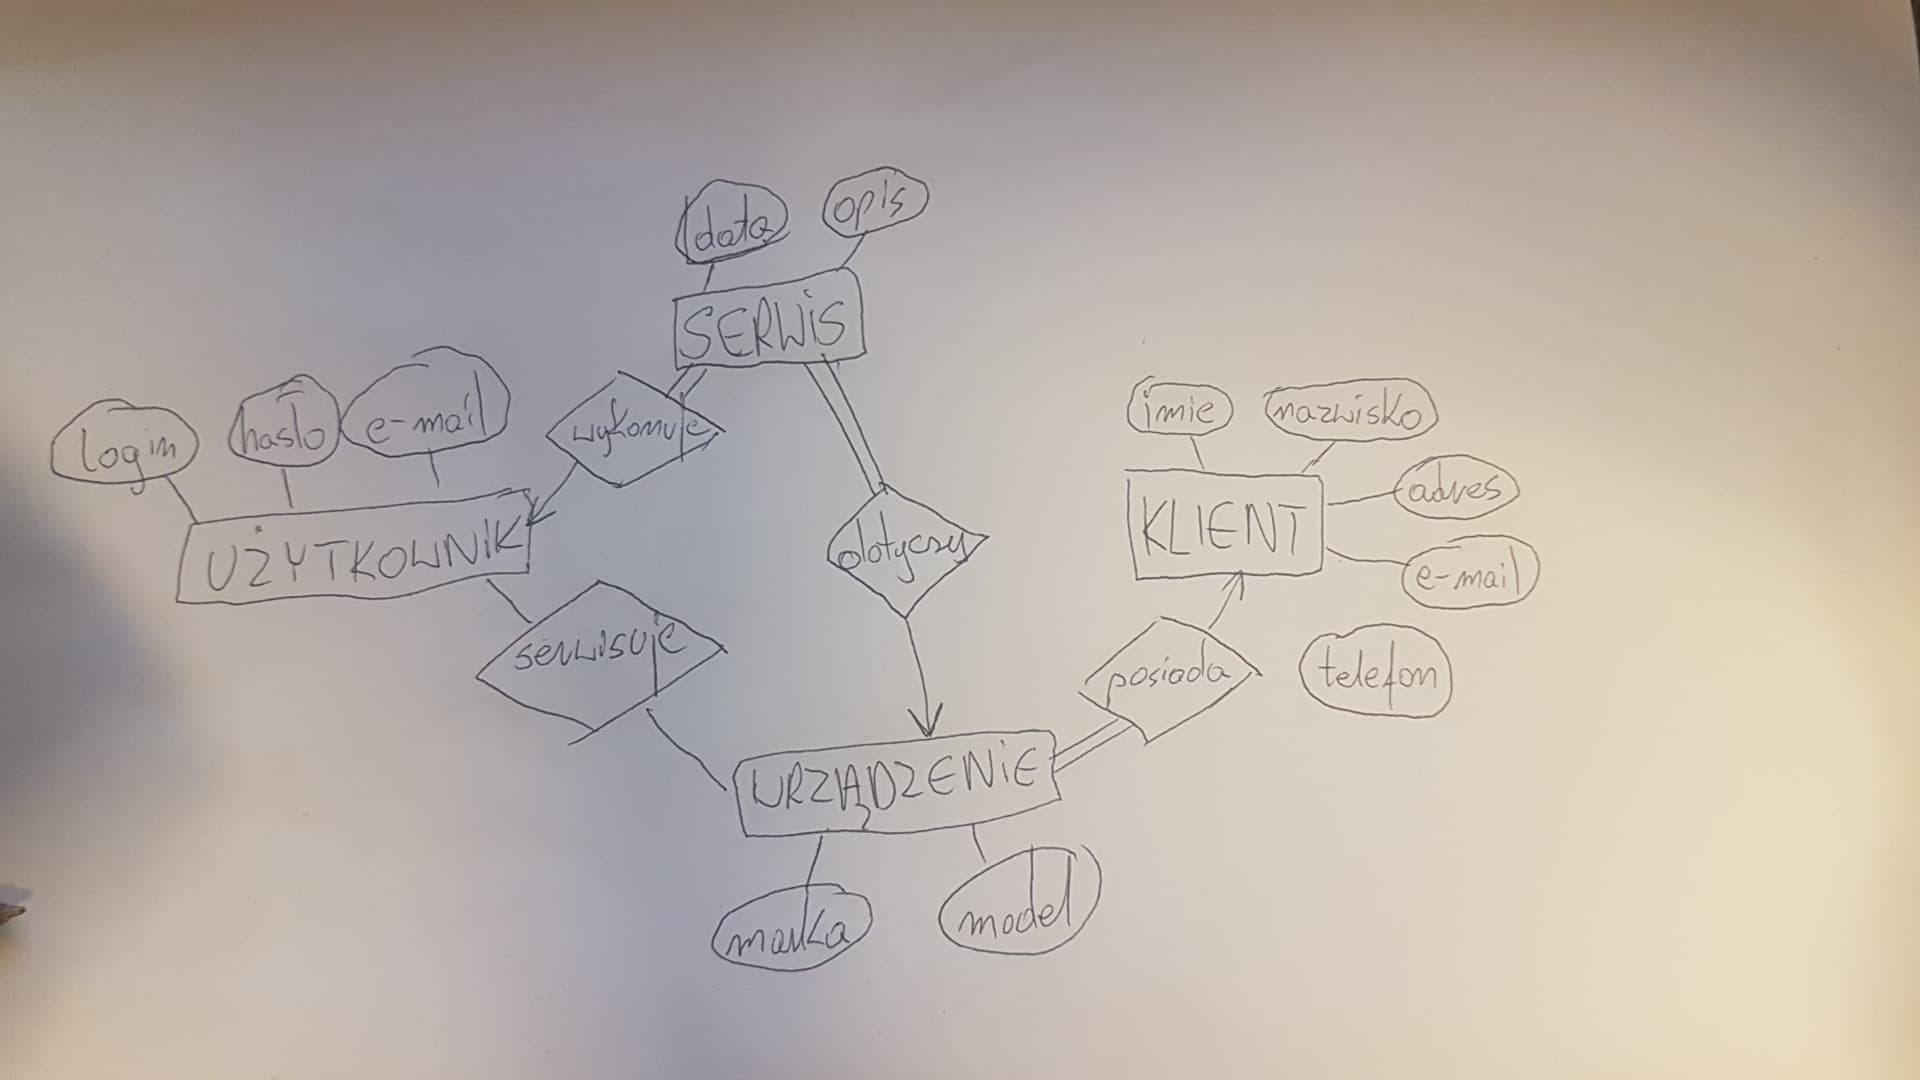 data
opis
SERWiS
login
hasło
e-mail
wykonuje
imie
nazwisko
adres
e-mail
UŻYTKOWNiK
KLIENT
dotyczy
serwisuje
posiada
telefon
URZĄDZENiE
marka
model